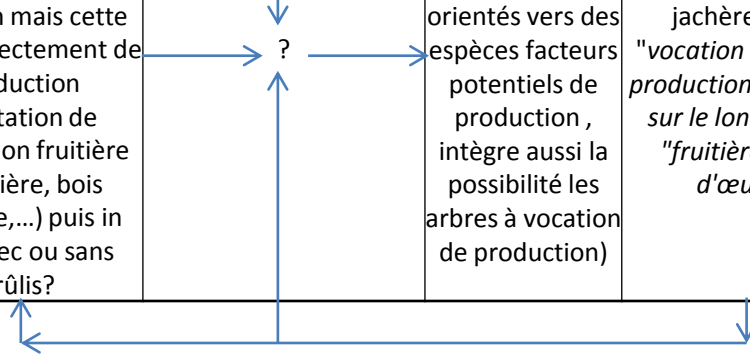 n mais cette
ectement de
duction
tation de
on fruitière
ière, bois
e,…) puis in
ec ou sans
rûlis?
?
orientés vers des
espèces facteurs
potentiels de
production ,
intègre aussi la
possibilité les
arbres à vocation
de production)
jachère
"vocation
production
sur le lon
"fruitièr
d'œu